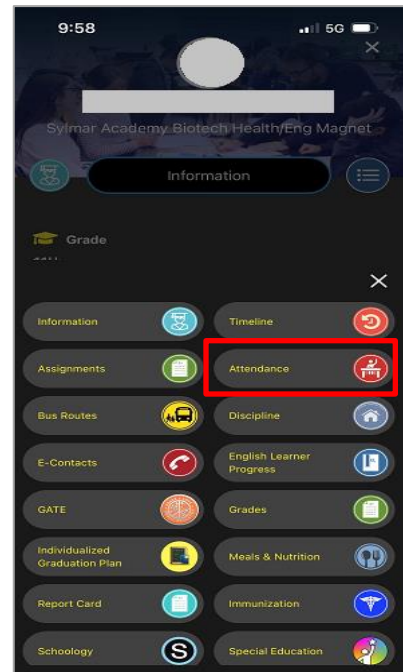 9:58 5G
Sylmar Academy Biotech Health/Eng Magnet
Information
Grade
Information
Timeline
Assignments
Attendance
Bus Routes
Discipline
E-Contacts
English Learner
Progress
GATE
Grades
Individualized
Graduation Plan
Meals & Nutrition
Report Card
Immunization
Schoology
S
Special Education